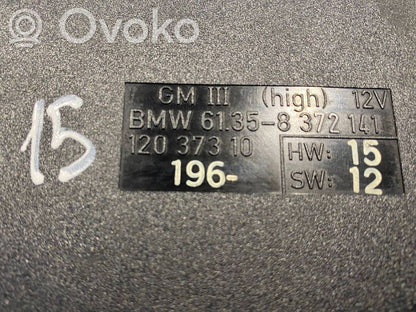 Ovoko
GM III (high) 12V
BMW 61.35-8 372 141
120 373 10 HW: 15
196- SW: 12
15